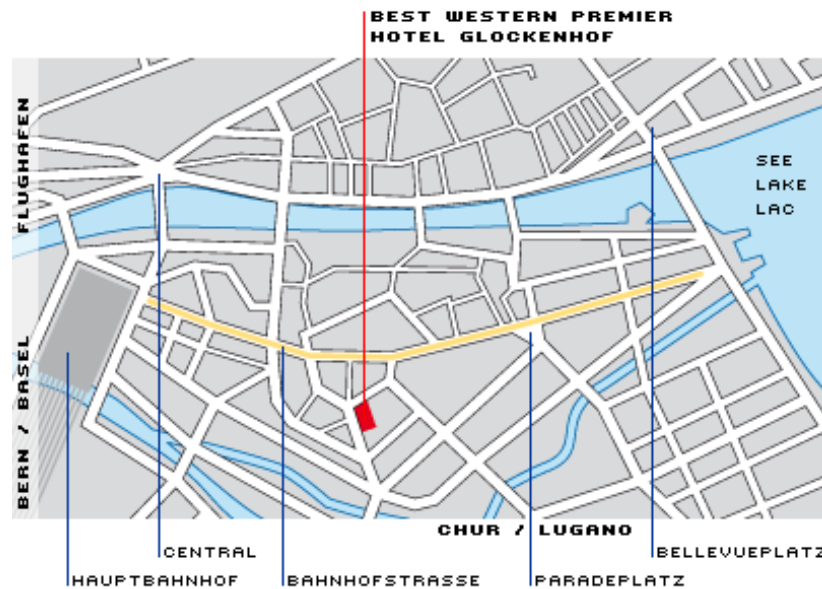 BEST WESTERN PREMIER
HOTEL GLOCKENHOF
FLUGHAFEN
SEE
LAKE
LAC
BERN / BASEL
CHUR / LUGANO
CENTRAL
BELLEVUEPLATZ
HAUPTBAHNHOF
BAHNHOFSTRASSE
PARADEPLATZ